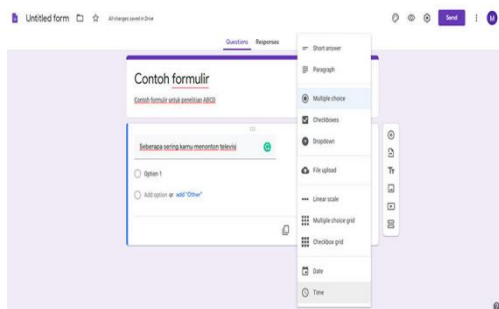 Untitled form
All changes saved in Drive
Send
M
Questions Responses
Contoh formulir
Contoh formulir untuk penelitian ABCD
Seberapa sering kamu menonton televisi
Option 1
Add option or add "Other"
Short answer
Paragraph
Multiple choice
Checkboxes
Dropdown
File upload
Linear scale
Multiple choice grid
Checkbox grid
Date
Time
Tт